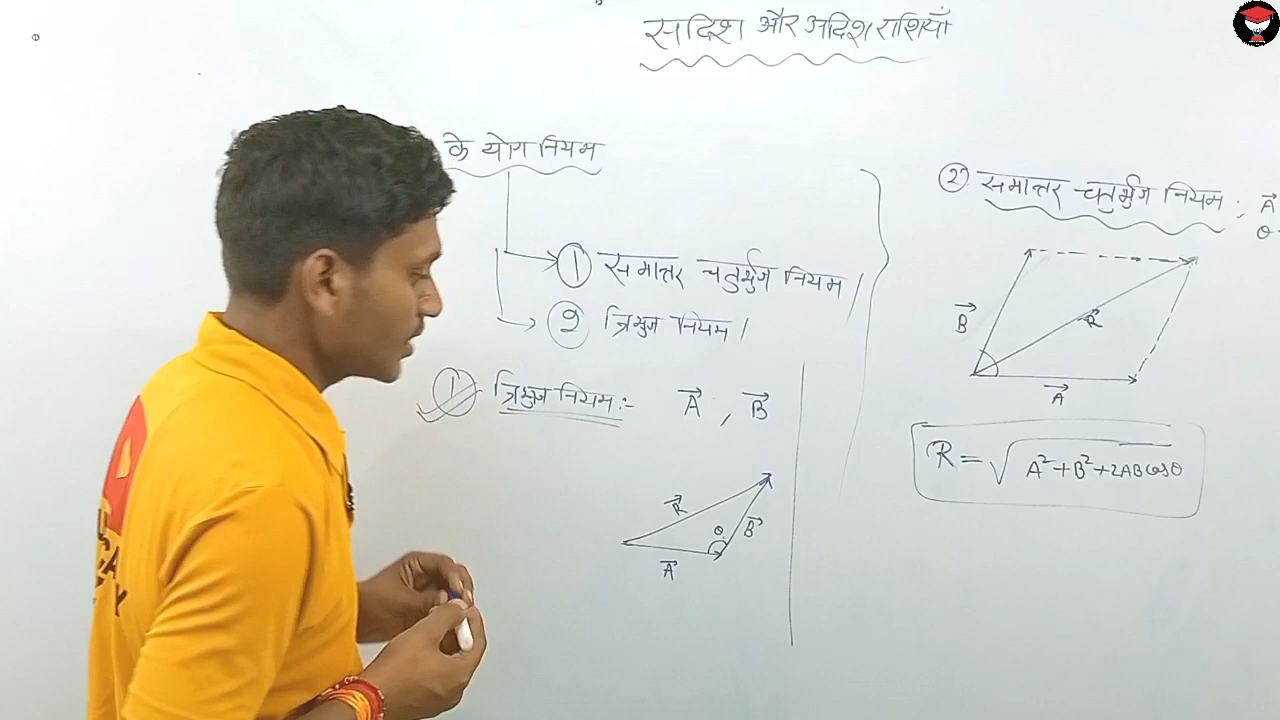 सदिश और अदिश राशियाँ
के योग नियम
① समान्तर चतुर्भुज नियम।
② त्रिभुज नियम।
① त्रिभुज नियम :- A⃗ , B⃗
R⃗
θ
B⃗
A⃗
② समान्तर चतुर्भुज नियम ; A⃗
θ
B⃗
R⃗
A⃗
R = √A²+B²+2ABcosθ